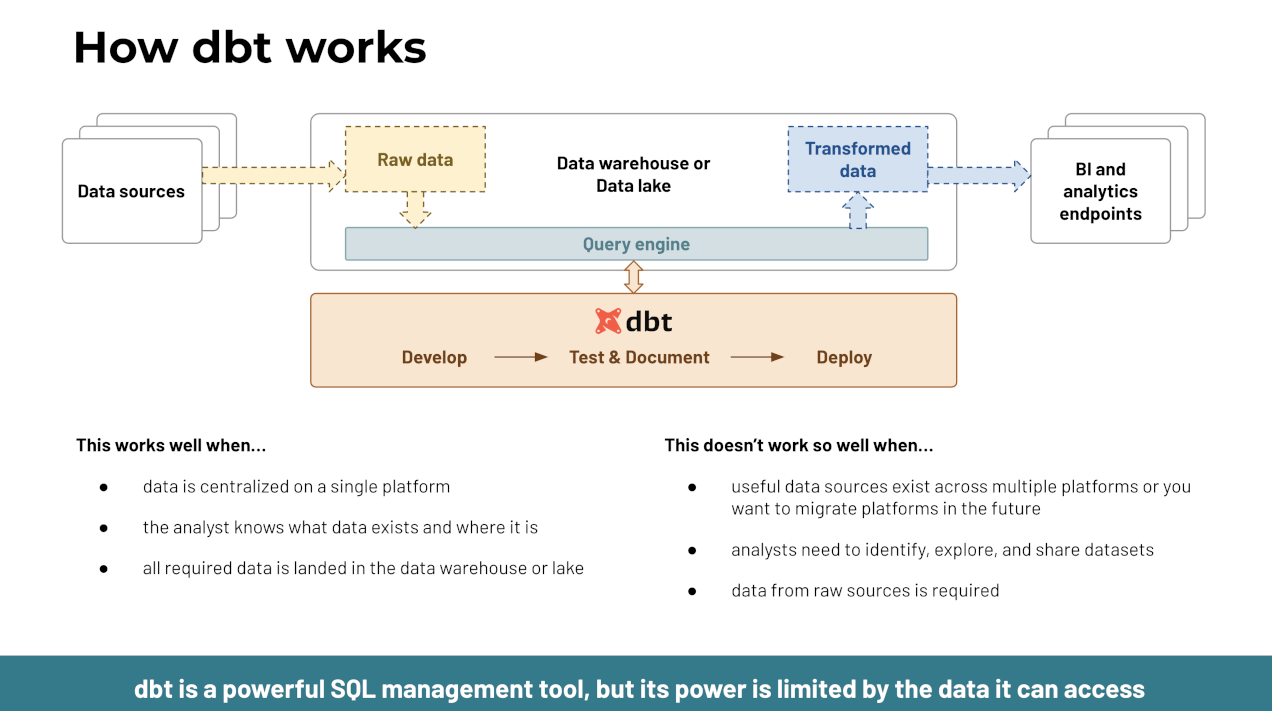 How dbt works
Data sources
Raw data
Data warehouse or
Data lake
Transformed
data
BI and
analytics
endpoints
Query engine
dbt
Develop
Test & Document
Deploy
This works well when...
● data is centralized on a single platform
● the analyst knows what data exists and where it is
● all required data is landed in the data warehouse or lake
This doesn’t work so well when...
● useful data sources exist across multiple platforms or you
want to migrate platforms in the future
● analysts need to identify, explore, and share datasets
● data from raw sources is required
dbt is a powerful SQL management tool, but its power is limited by the data it can access